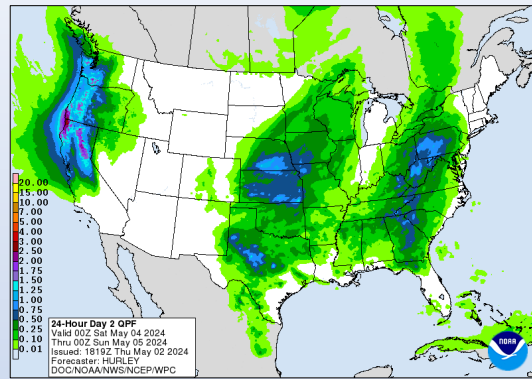 20.00
15.00
10.00
7.00
5.00
4.00
3.00
2.50
2.00
1.75
1.50
1.25
1.00
0.75
0.50
0.25
0.10
0.01
24-Hour Day 2 QPF
Valid 00Z Sat May 04 2024
Thru 00Z Sun May 05 2024
Issued: 1819Z Thu May 02 2024
Forecaster: HURLEY
DOC/NOAA/NWS/NCEP/WPC
NOAA